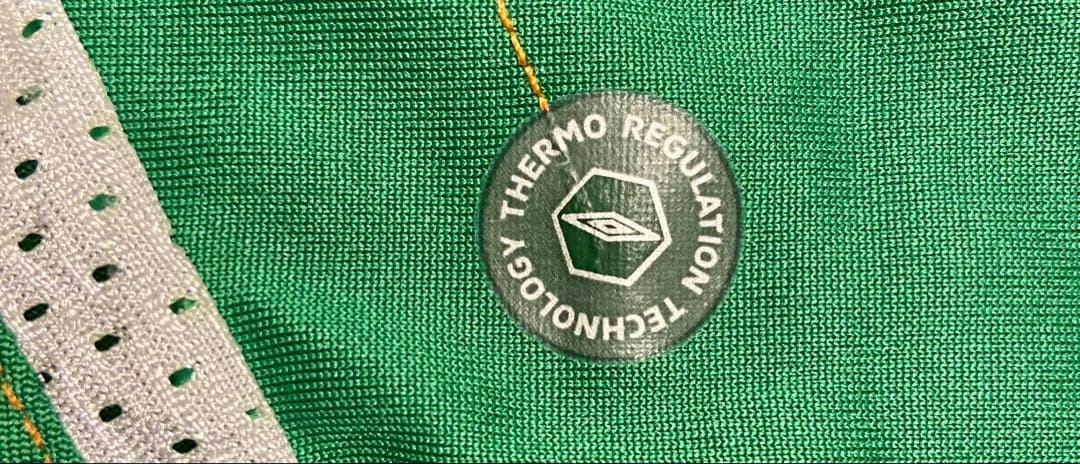 THERMO REGULATION TECHNOLOGY